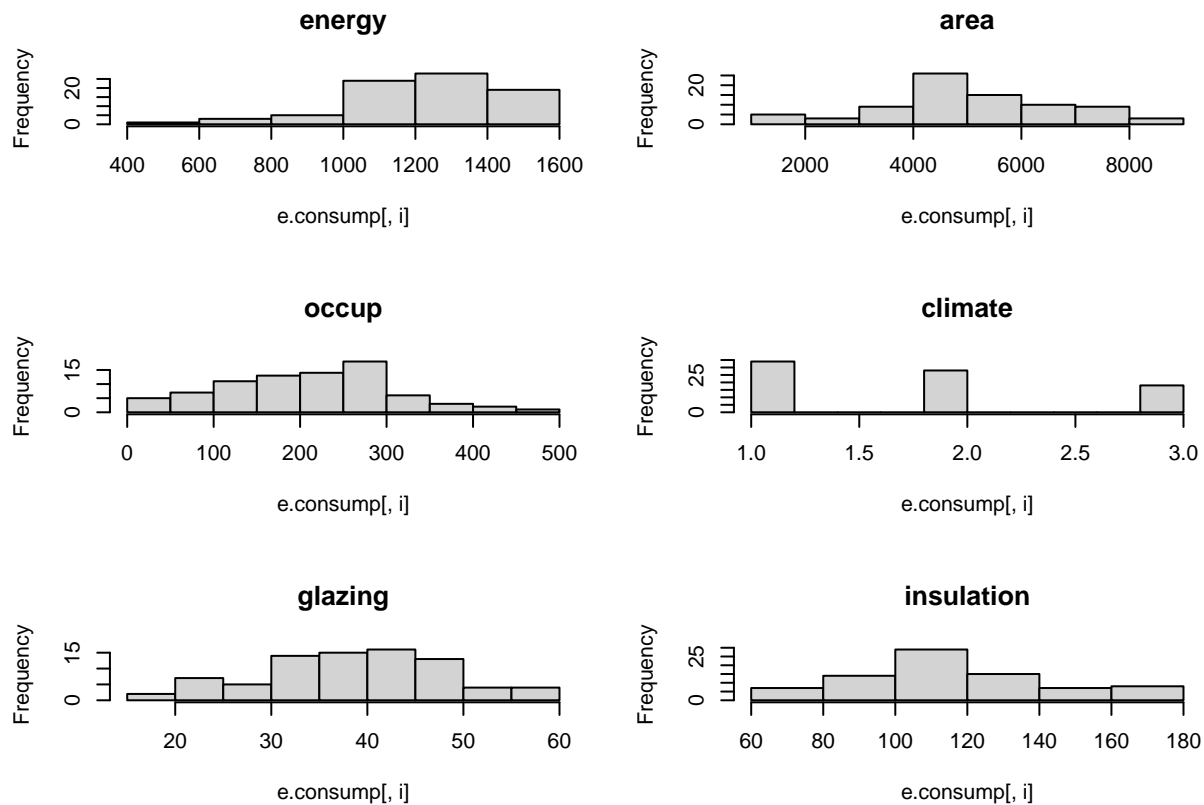 energy
Frequency
0
20
400 600 800 1000 1200 1400 1600
e.consump[, i]
area
Frequency
0
20
2000 4000 6000 8000
e.consump[, i]
occup
Frequency
0
15
0 100 200 300 400 500
e.consump[, i]
climate
Frequency
0
25
1.0 1.5 2.0 2.5 3.0
e.consump[, i]
glazing
Frequency
0
15
20 30 40 50 60
e.consump[, i]
insulation
Frequency
0
25
60 80 100 120 140 160 180
e.consump[, i]